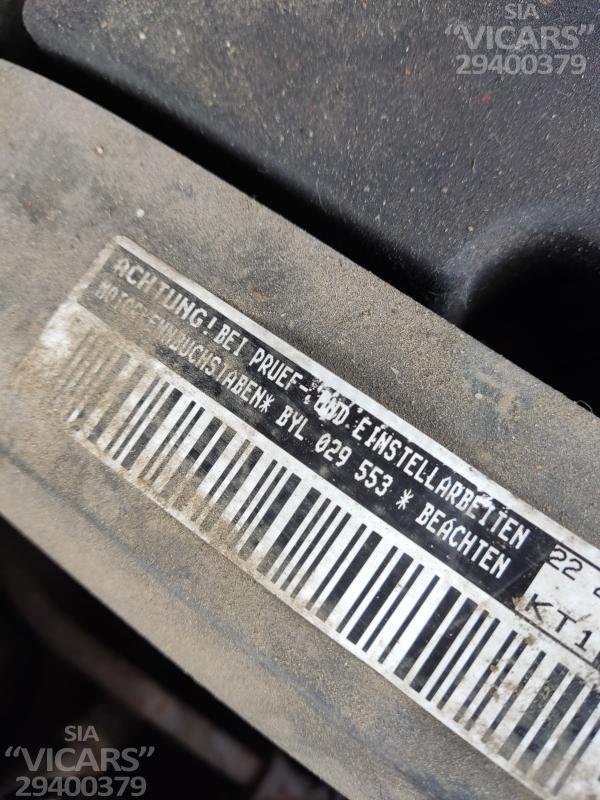 SIA
“VICARS”
29400379
ACHTUNG! BEI PRUEF- UND EINSTELLARBEITEN
MOTORKENNBUCHSTABEN* BYL 029 553 * BEACHTEN
22
KT1
SIA
“VICARS”
29400379